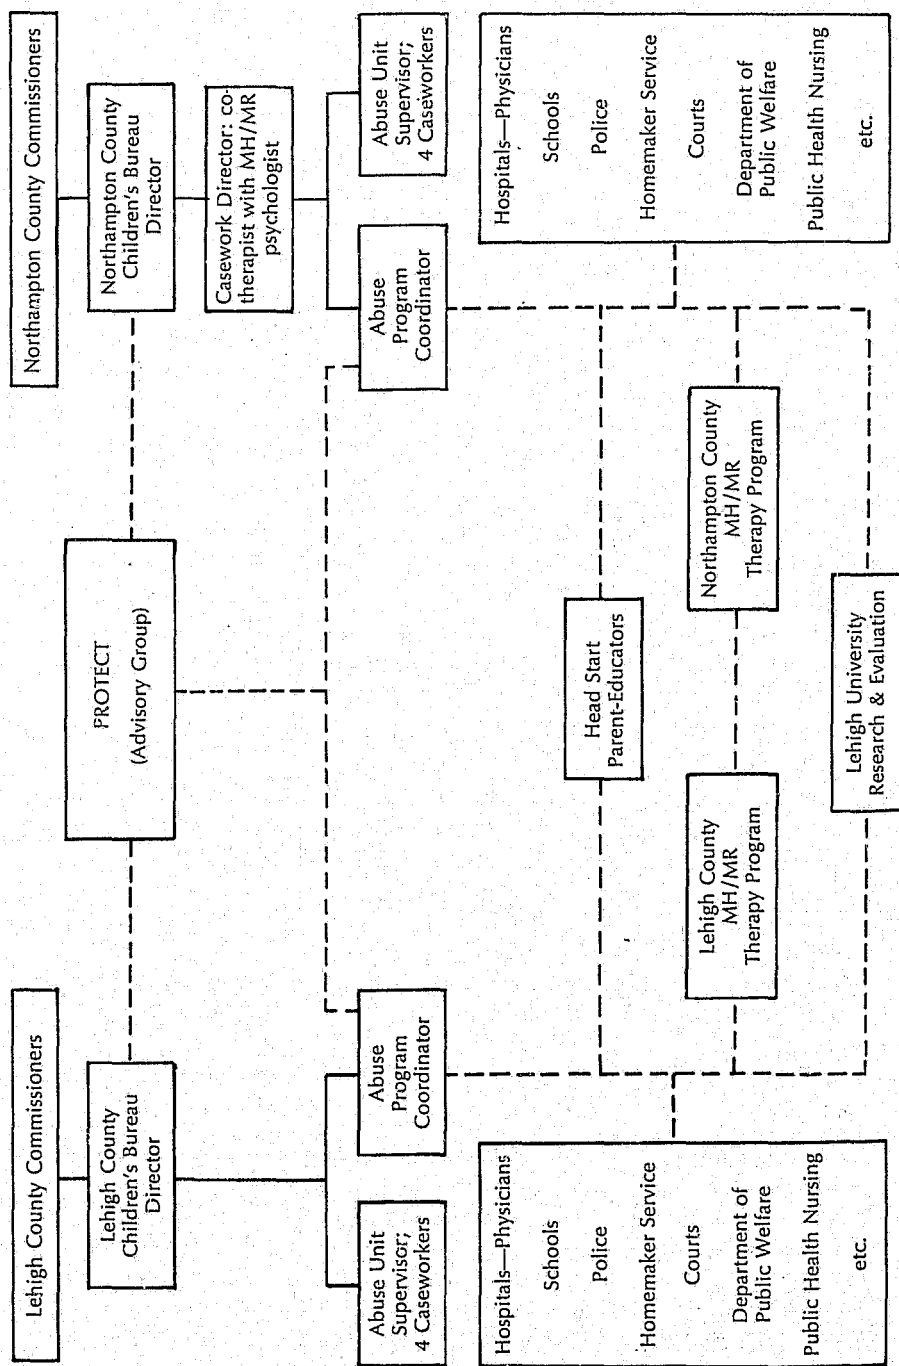 Lehigh County Commissioners
Northampton County Commissioners
Lehigh County
Children's Bureau
Director
PROTECT
(Advisory Group)
Northampton County
Children's Bureau
Director
Casework Director: co-
therapist with MH/MR
psychologist
Abuse Unit
Supervisor;
4 Caseworkers
Abuse
Program
Coordinator
Abuse
Program
Coordinator
Abuse Unit
Supervisor;
4 Caseworkers
Hospitals—Physicians
Schools
Police
Homemaker Service
Courts
Department of
Public Welfare
Public Health Nursing
etc.
Head Start
Parent-Educators
Lehigh County
MH/MR
Therapy Program
Northampton County
MH/MR
Therapy Program
Lehigh University
Research & Evaluation
Hospitals—Physicians
Schools
Police
Homemaker Service
Courts
Department of
Public Welfare
Public Health Nursing
etc.